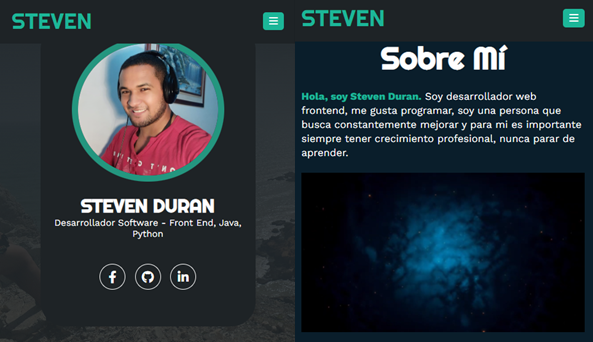 STEVEN
STEVEN DURAN
Desarrollador Software - Front End, Java,
Python
STEVEN
Sobre Mí
Hola, soy Steven Duran. Soy desarrollador web
frontend, me gusta programar, soy una persona que
busca constantemente mejorar y para mi es importante
siempre tener crecimiento profesional, nunca parar de
aprender.